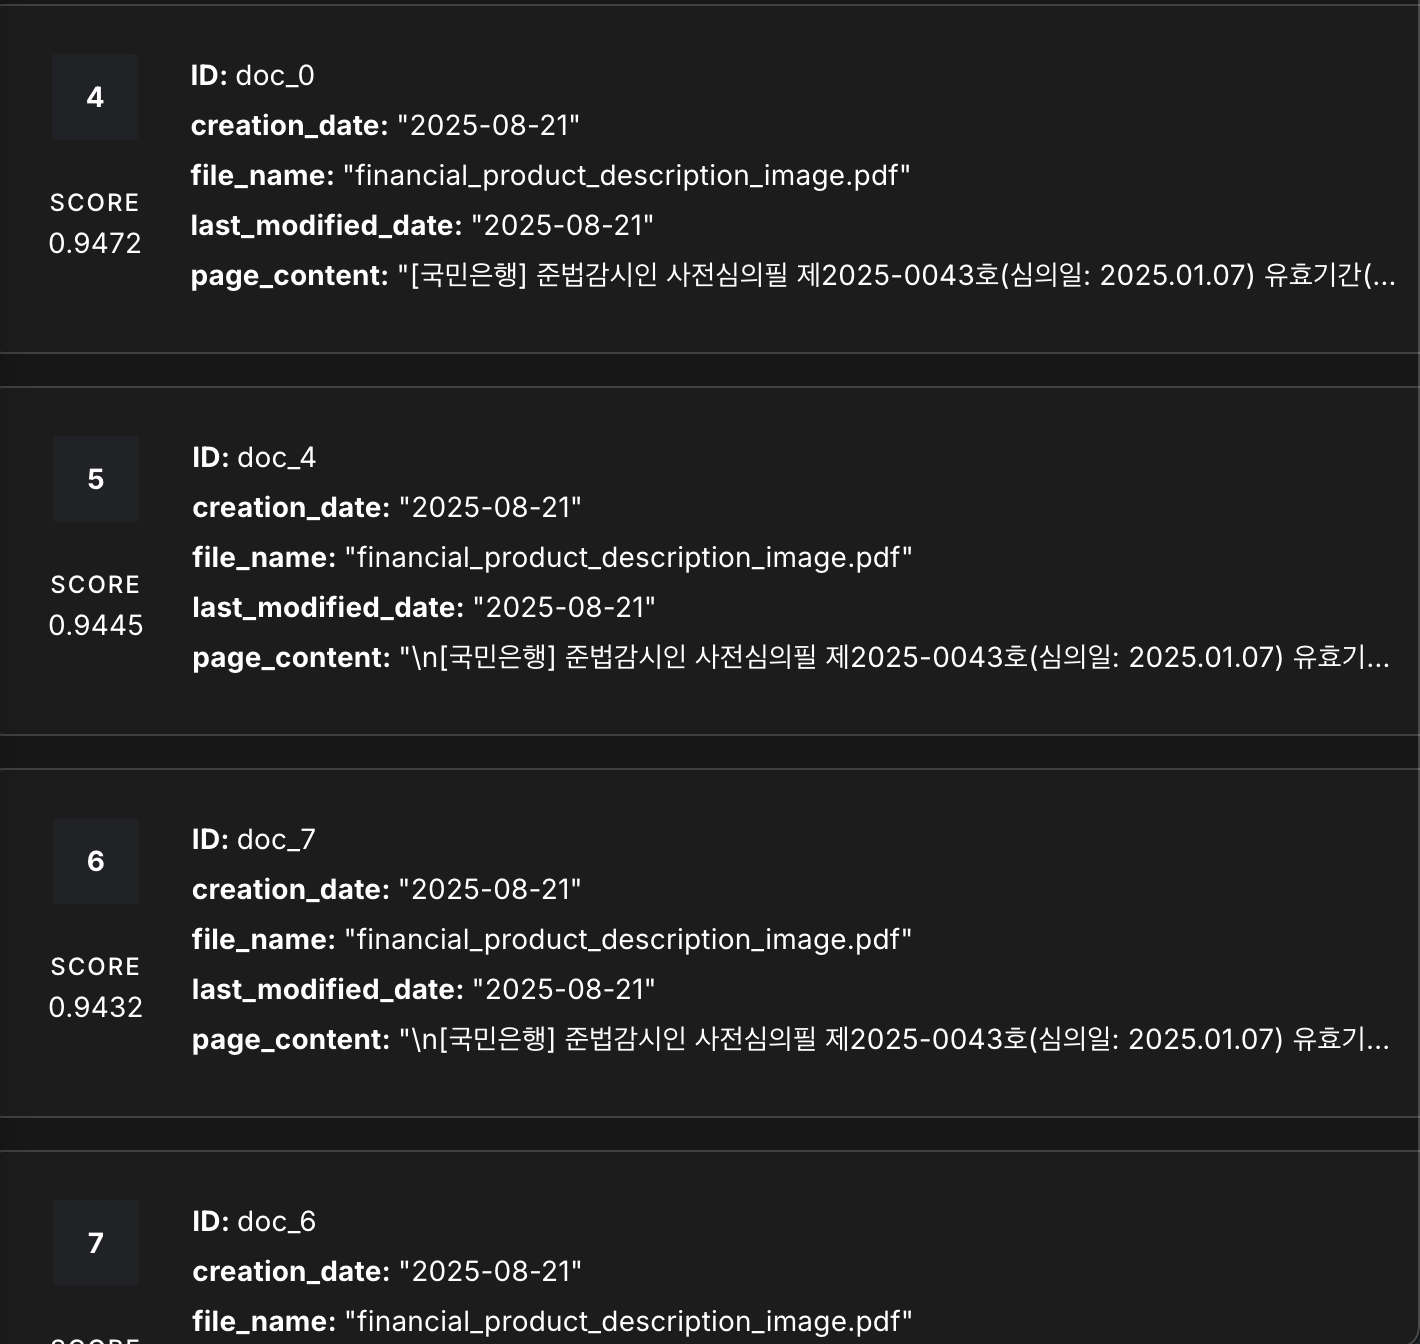 4
ID: doc_0
creation_date: "2025-08-21"
file_name: "financial_product_description_image.pdf"
last_modified_date: "2025-08-21"
SCORE
0.9472
page_content: "[국민은행] 준법감시인 사전심의필 제2025-0043호(심의일: 2025.01.07) 유효기간(...
5
ID: doc_4
creation_date: "2025-08-21"
file_name: "financial_product_description_image.pdf"
SCORE
last_modified_date: "2025-08-21"
0.9445
page_content: "\n[국민은행] 준법감시인 사전심의필 제2025-0043호(심의일: 2025.01.07) 유효기...
6
ID: doc_7
creation_date: "2025-08-21"
file_name: "financial_product_description_image.pdf"
SCORE
last_modified_date: "2025-08-21"
0.9432
page_content: "\n[국민은행] 준법감시인 사전심의필 제2025-0043호(심의일: 2025.01.07) 유효기...
7
ID: doc_6
creation_date: "2025-08-21"
file_name: "financial_product_description_image.pdf"
SCORE